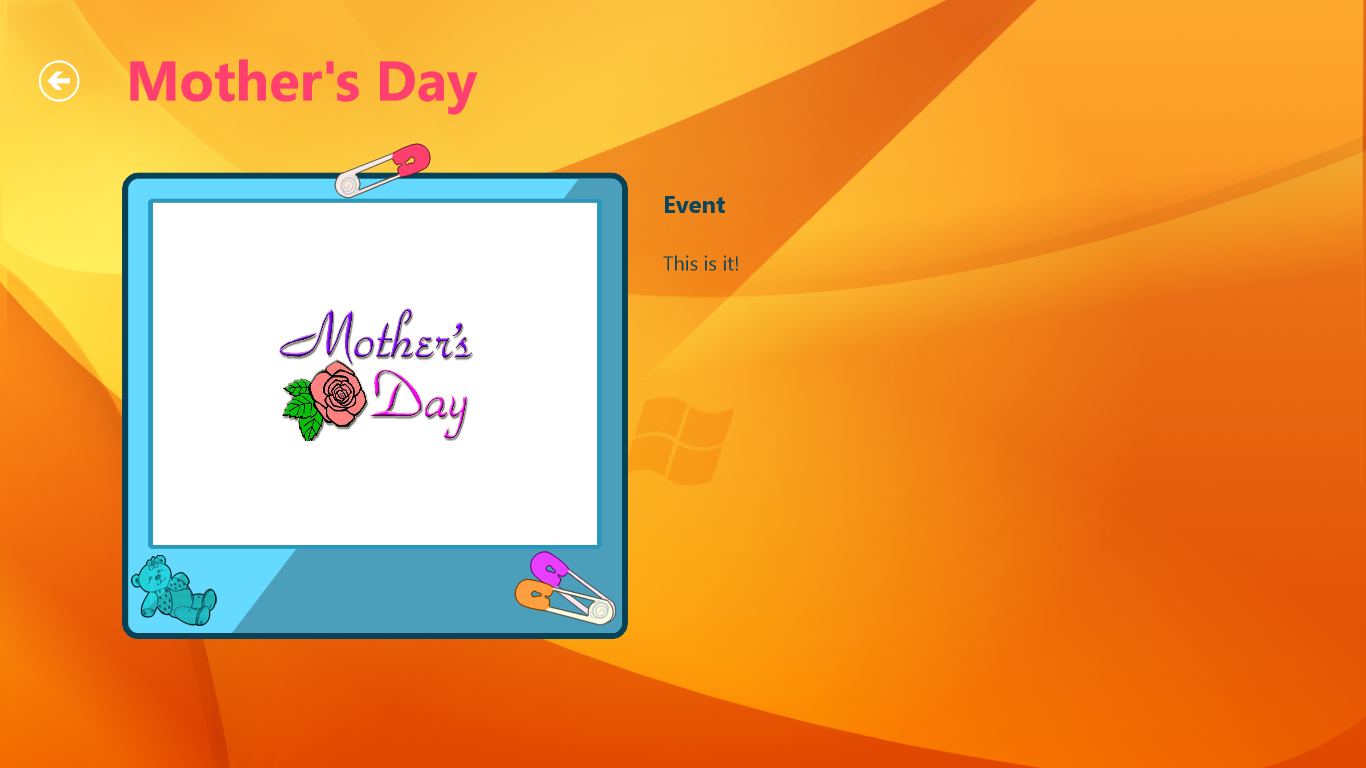 Mother's Day
Event
This is it!
Mother's
Day